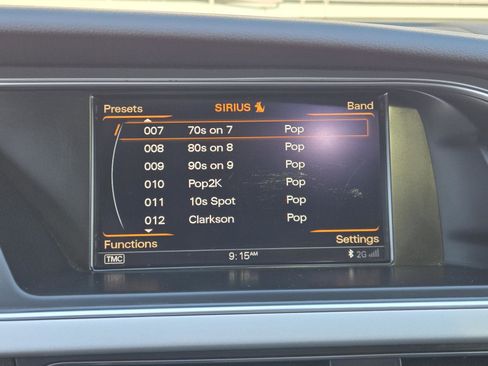 Presets SIRIUS Band
007 70s on 7 Pop
008 80s on 8 Pop
009 90s on 9 Pop
010 Pop2K Pop
011 10s Spot Pop
012 Clarkson Pop
Functions Settings
TMC 9:15AM 2G